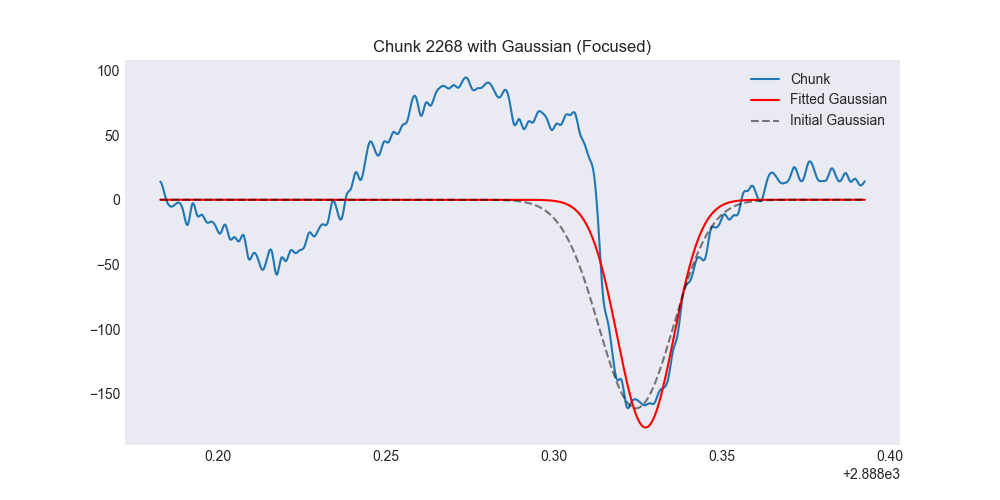 Chunk 2268 with Gaussian (Focused)
100
50
0
−50
−100
−150
Chunk
Fitted Gaussian
Initial Gaussian
0.20 0.25 0.30 0.35 0.40
+2.888e3